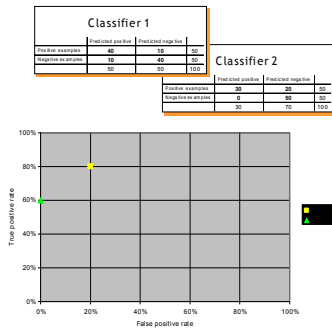 Classifier 1
Predicted positive Predicted negative
Positive examples 40 10 50
Negative examples 10 40 50
50 50 100
Classifier 2
Predicted positive Predicted negative
Positive examples 30 20 50
Negative examples 0 50 50
30 70 100
100%
80%
60%
40%
20%
0%
0% 20% 40% 60% 80% 100%
True positive rate
False positive rate